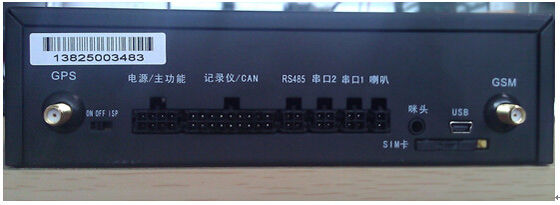 13825003483
GPS
电源/主功能 记录仪/CAN RS485 串口2 串口1 喇叭
GSM
ON OFF ISP
咪头 USB
SIM卡